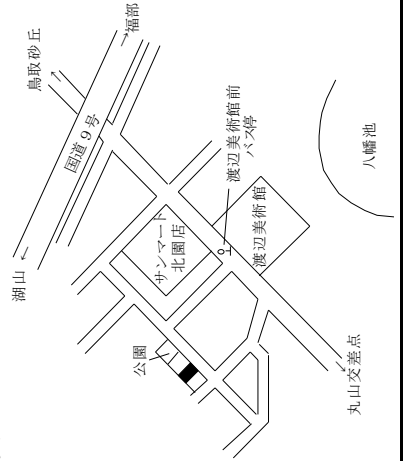 鳥取砂丘
→福部
国道9号
湖山←
渡辺美術館前
バス停
サンマート
北園店
渡辺美術館
八幡池
公園
丸山交差点